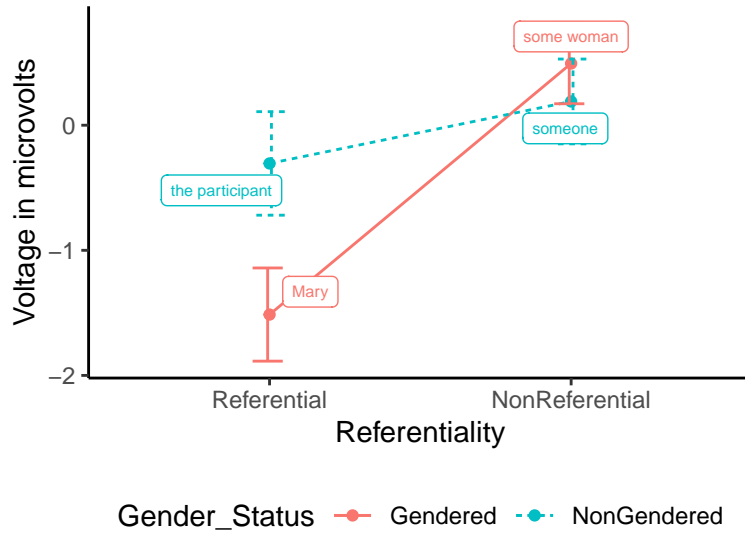 some woman
0
someone
the participant
Voltage in microvolts
−1
Mary
−2
Referential NonReferential
Referentiality
Gender_Status Gendered NonGendered